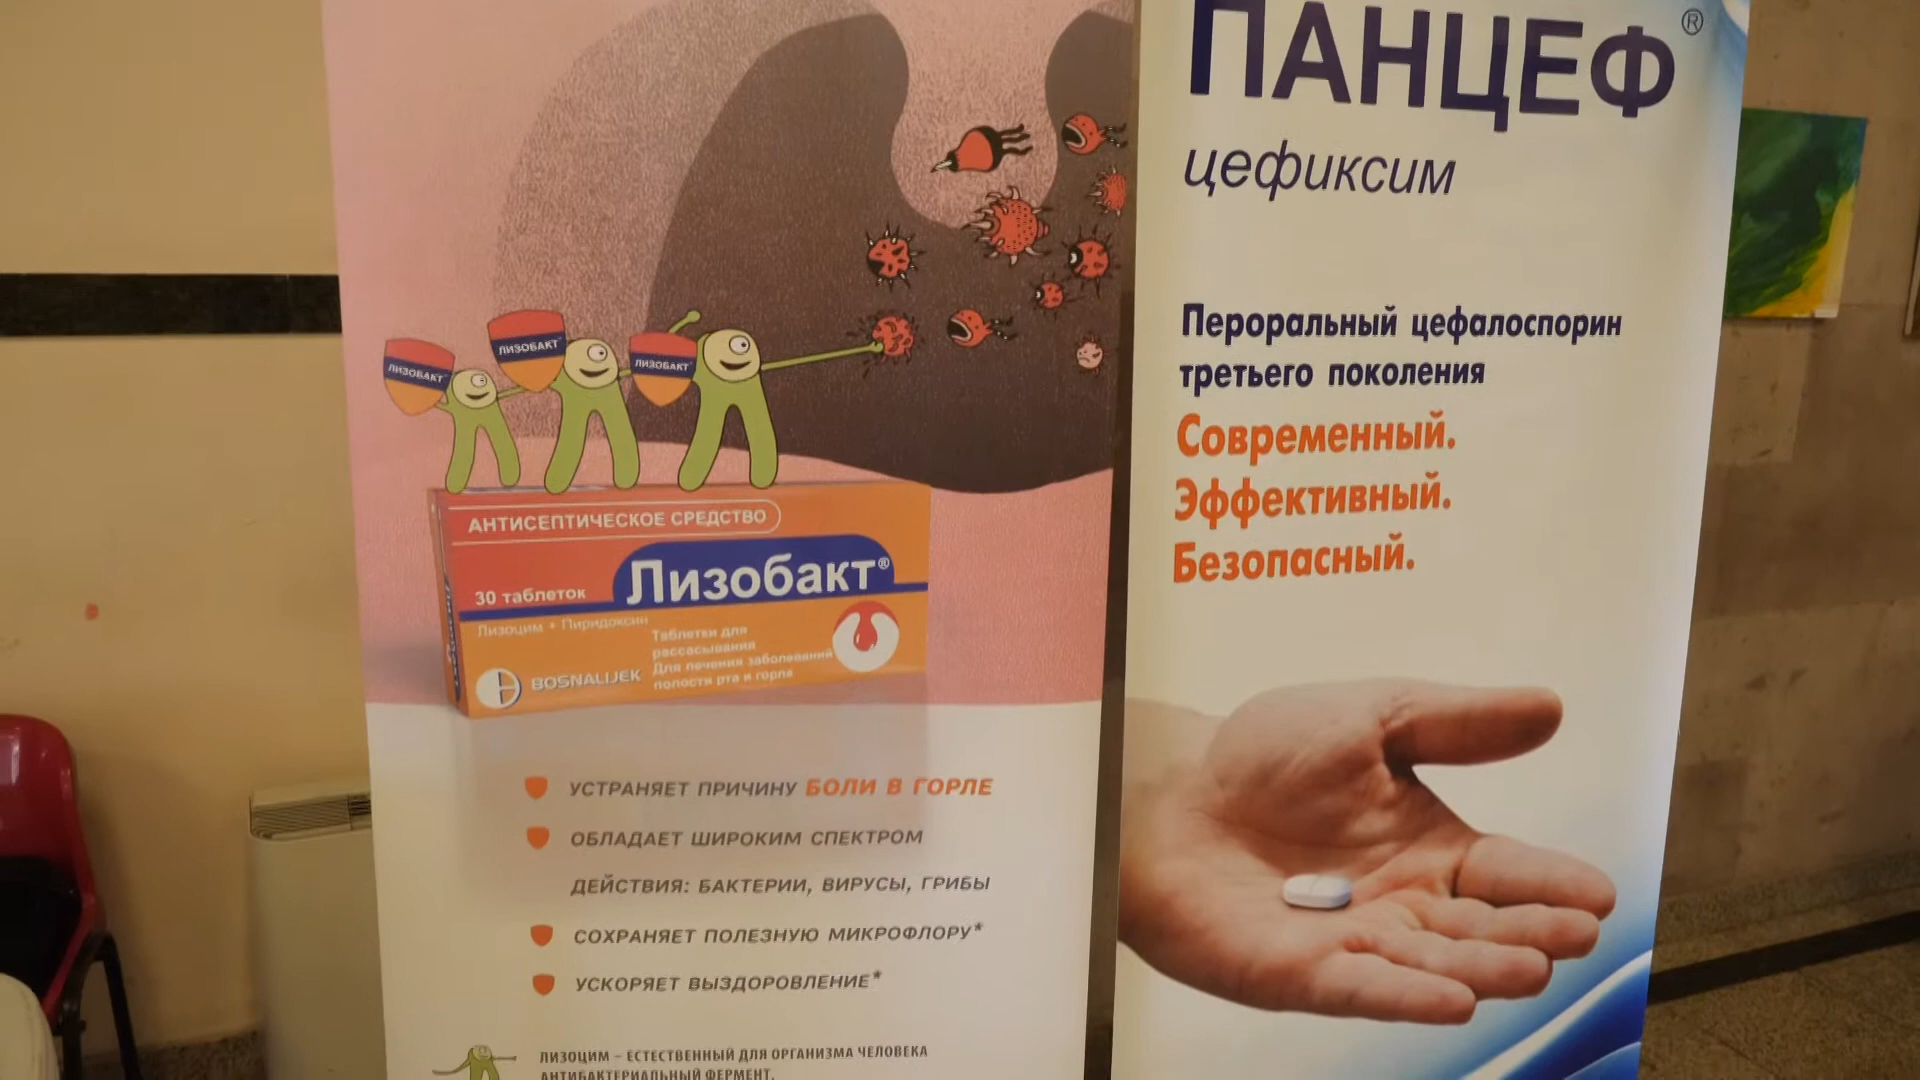 ЛИЗОБАКТ
ЛИЗОБАКТ
ЛИЗОБАКТ
АНТИСЕПТИЧЕСКОЕ СРЕДСТВО
30 таблеток
Лизобакт®
Лизоцим + Пиридоксин
Таблетки для
рассасывания
Для лечения заболеваний
полости рта и горла
BOSNALIJEK
УСТРАНЯЕТ ПРИЧИНУ БОЛИ В ГОРЛЕ
ОБЛАДАЕТ ШИРОКИМ СПЕКТРОМ
ДЕЙСТВИЯ: БАКТЕРИИ, ВИРУСЫ, ГРИБЫ
СОХРАНЯЕТ ПОЛЕЗНУЮ МИКРОФЛОРУ*
УСКОРЯЕТ ВЫЗДОРОВЛЕНИЕ*
ЛИЗОЦИМ – ЕСТЕСТВЕННЫЙ ДЛЯ ОРГАНИЗМА ЧЕЛОВЕКА
АНТИБАКТЕРИАЛЬНЫЙ ФЕРМЕНТ.
ПАНЦЕФ®
цефиксим
Пероральный цефалоспорин
третьего поколения
Современный.
Эффективный.
Безопасный.